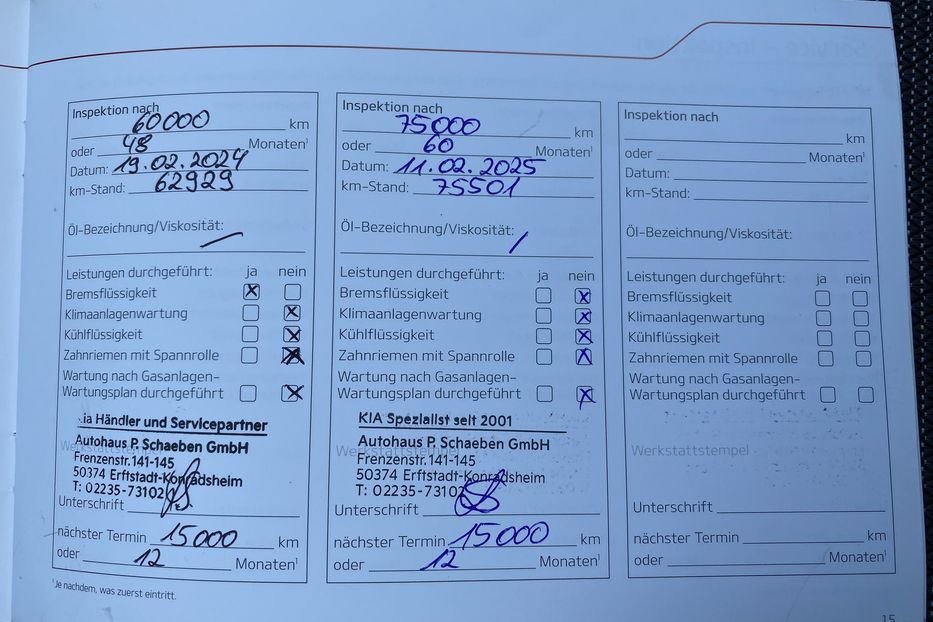 Inspektion nach
60000 km
oder 48 Monaten¹
Datum: 19.02.2024
km-Stand: 62929
Öl-Bezeichnung/Viskosität: /
Leistungen durchgeführt: ja nein
Bremsflüssigkeit
Klimaanlagenwartung
Kühlflüssigkeit
Zahnriemen mit Spannrolle
Wartung nach Gasanlagen-
Wartungsplan durchgeführt
ia Händler und Servicepartner
Autohaus P. Schaeben GmbH
Werkstattstempel
Frenzenstr. 141-145
50374 Erftstadt-Konradsheim
T: 02235-73102
Unterschrift
nächster Termin 15000 km
oder 12 Monaten¹
¹Je nachdem, was zuerst eintritt.
Inspektion nach
75000 km
oder 60 Monaten¹
Datum: 11.02.2025
km-Stand: 75501
Öl-Bezeichnung/Viskosität: /
Leistungen durchgeführt: ja nein
Bremsflüssigkeit
Klimaanlagenwartung
Kühlflüssigkeit
Zahnriemen mit Spannrolle
Wartung nach Gasanlagen-
Wartungsplan durchgeführt
KIA Spezialist seit 2001
Autohaus P. Schaeben GmbH
Werkstattstempel
Frenzenstr. 141-145
50374 Erftstadt-Konradsheim
T: 02235-73102
Unterschrift
nächster Termin 15000 km
oder 12 Monaten¹
Inspektion nach
km
oder Monaten¹
Datum:
km-Stand:
Öl-Bezeichnung/Viskosität:
Leistungen durchgeführt: ja nein
Bremsflüssigkeit
Klimaanlagenwartung
Kühlflüssigkeit
Zahnriemen mit Spannrolle
Wartung nach Gasanlagen-
Wartungsplan durchgeführt
Werkstattstempel
Unterschrift
nächster Termin km
oder Monaten¹
15